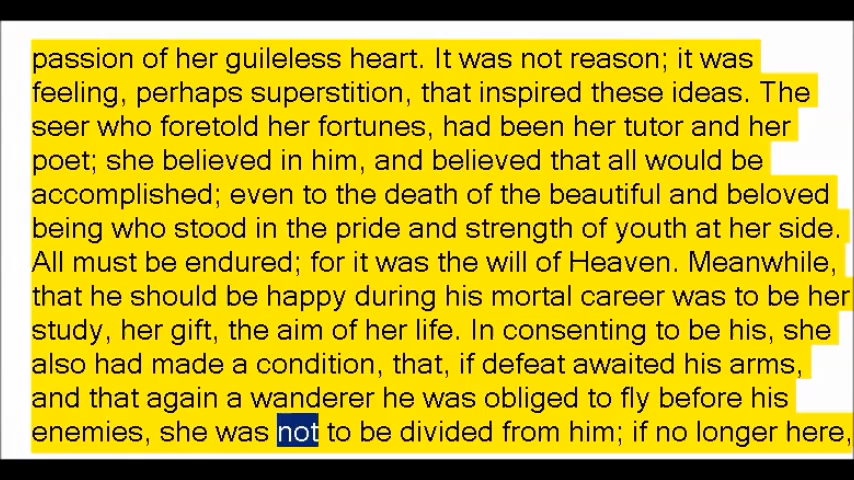 passion of her guileless heart. It was not reason; it was
feeling, perhaps superstition, that inspired these ideas. The
seer who foretold her fortunes, had been her tutor and her
poet; she believed in him, and believed that all would be
accomplished; even to the death of the beautiful and beloved
being who stood in the pride and strength of youth at her side.
All must be endured; for it was the will of Heaven. Meanwhile,
that he should be happy during his mortal career was to be her
study, her gift, the aim of her life. In consenting to be his, she
also had made a condition, that, if defeat awaited his arms,
and that again a wanderer he was obliged to fly before his
enemies, she was not to be divided from him; if no longer here,